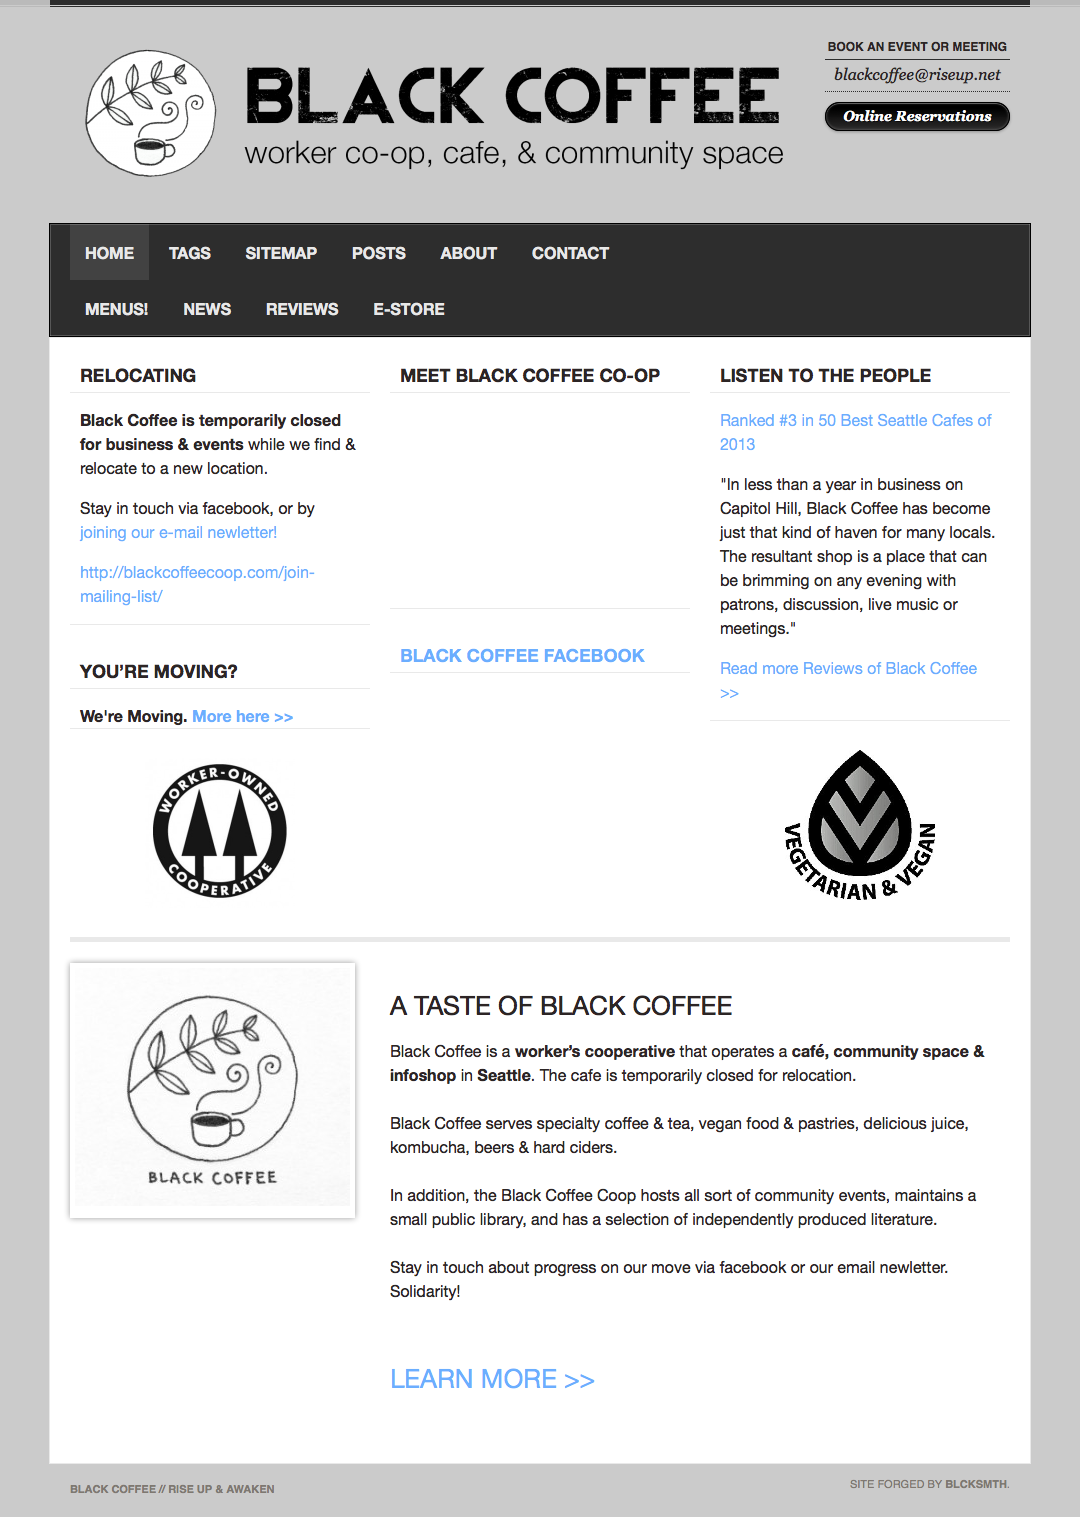 BLACK COFFEE
worker co-op, cafe, & community space
BOOK AN EVENT OR MEETING
blackcoffee@riseup.net
Online Reservations
HOME TAGS SITEMAP POSTS ABOUT CONTACT
MENUS! NEWS REVIEWS E-STORE
RELOCATING
Black Coffee is temporarily closed
for business & events while we find &
relocate to a new location.
Stay in touch via facebook, or by
joining our e-mail newletter!
http://blackcoffeecoop.com/join-
mailing-list/
YOU’RE MOVING?
We're Moving. More here >>
WORKER-OWNED
COOPERATIVE
MEET BLACK COFFEE CO-OP
BLACK COFFEE FACEBOOK
LISTEN TO THE PEOPLE
Ranked #3 in 50 Best Seattle Cafes of
2013
"In less than a year in business on
Capitol Hill, Black Coffee has become
just that kind of haven for many locals.
The resultant shop is a place that can
be brimming on any evening with
patrons, discussion, live music or
meetings."
Read more Reviews of Black Coffee
>>
VEGETARIAN & VEGAN
BLACK COFFEE
A TASTE OF BLACK COFFEE
Black Coffee is a worker’s cooperative that operates a café, community space &
infoshop in Seattle. The cafe is temporarily closed for relocation.
Black Coffee serves specialty coffee & tea, vegan food & pastries, delicious juice,
kombucha, beers & hard ciders.
In addition, the Black Coffee Coop hosts all sort of community events, maintains a
small public library, and has a selection of independently produced literature.
Stay in touch about progress on our move via facebook or our email newletter.
Solidarity!
LEARN MORE >>
BLACK COFFEE // RISE UP & AWAKEN
SITE FORGED BY BLCKSMTH.